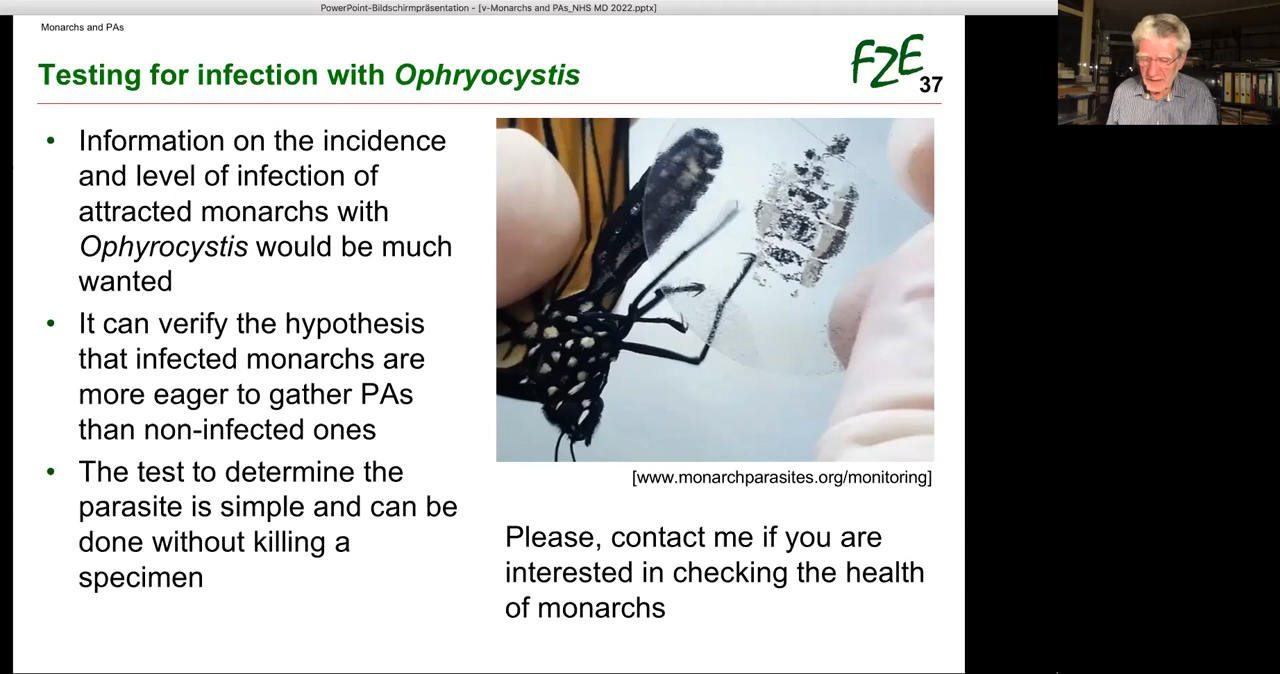 PowerPoint-Bildschirmpräsentation - [v-Monarchs and PAs_NHS MD 2022.pptx]
Monarchs and PAs
Testing for infection with Ophryocystis
FZE
37
• Information on the incidence
and level of infection of
attracted monarchs with
Ophyrocystis would be much
wanted
• It can verify the hypothesis
that infected monarchs are
more eager to gather PAs
than non-infected ones
• The test to determine the
parasite is simple and can be
done without killing a
specimen
[www.monarchparasites.org/monitoring]
Please, contact me if you are
interested in checking the health
of monarchs